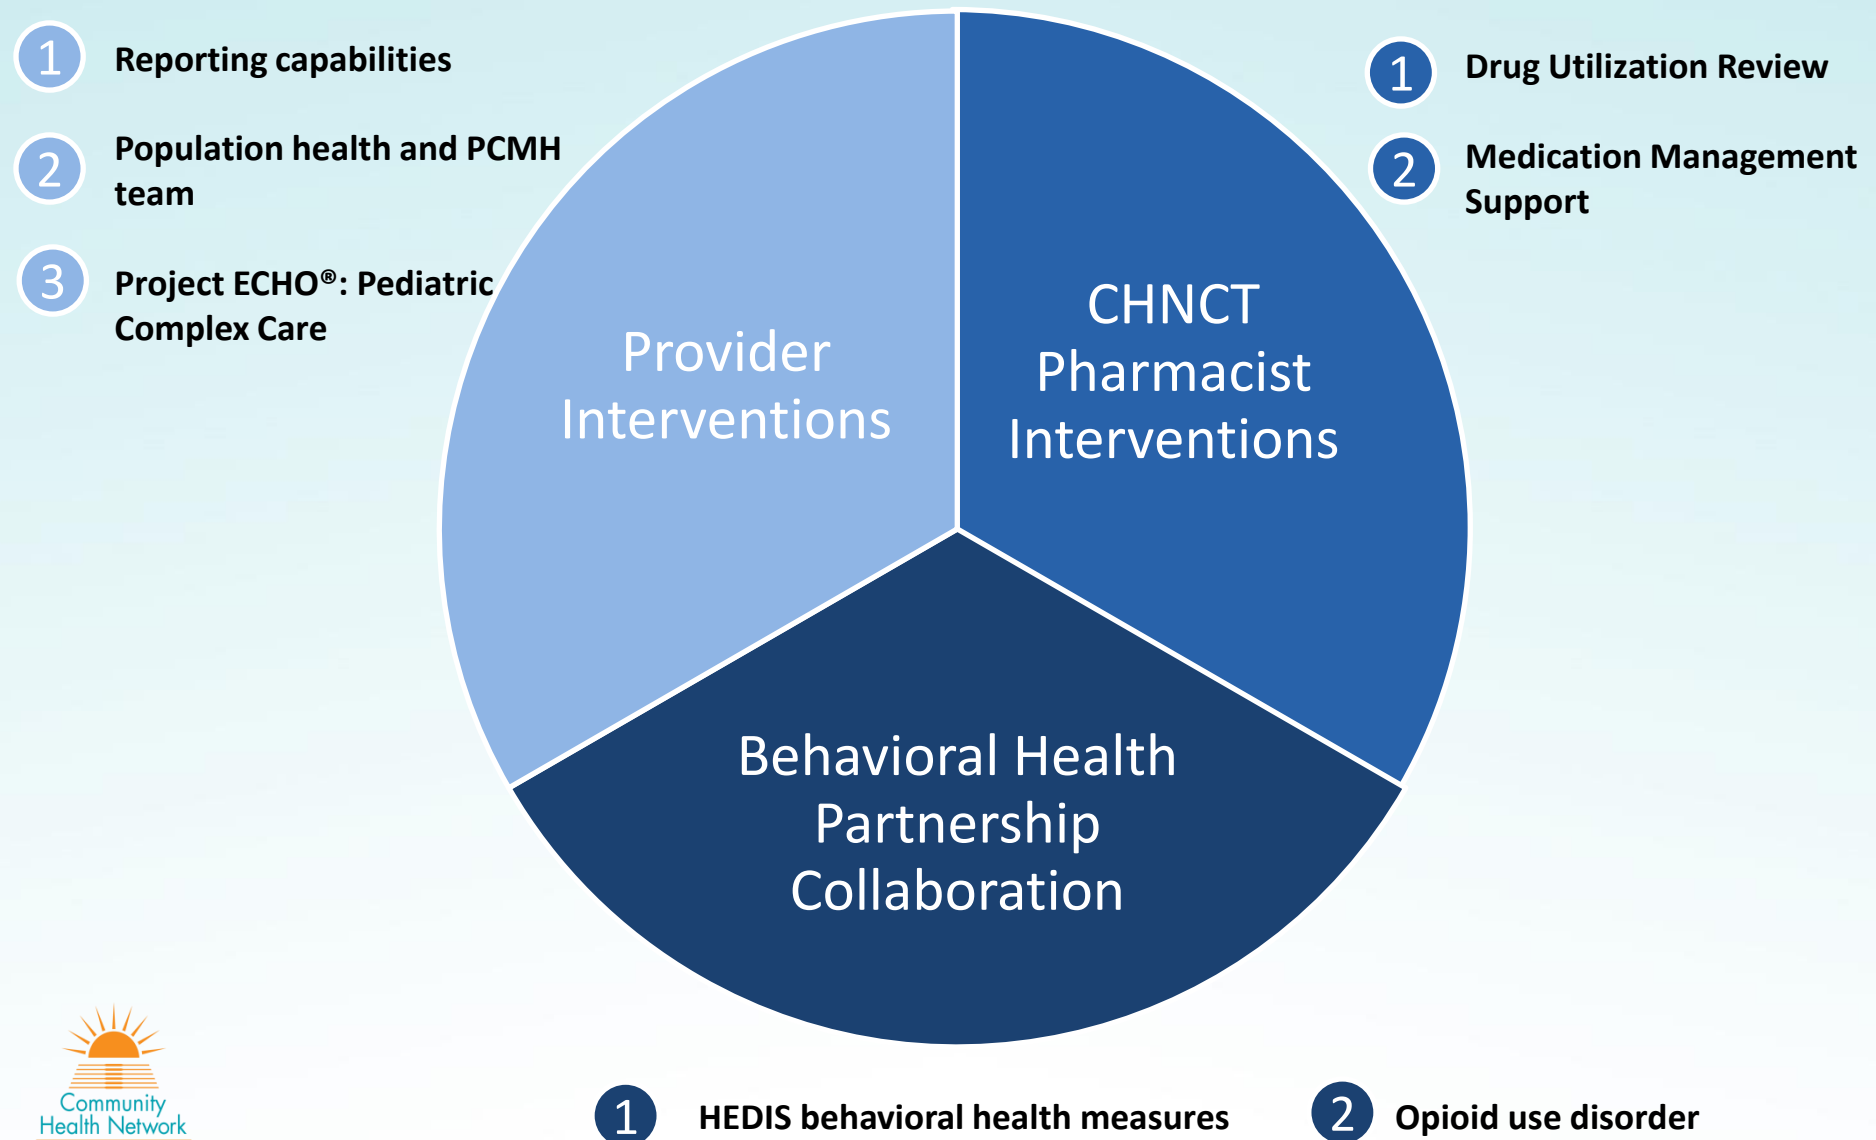 1 Reporting capabilities
2 Population health and PCMH
team
3 Project ECHO®: Pediatric
Complex Care
1 Drug Utilization Review
2 Medication Management
Support
Provider
Interventions
CHNCT
Pharmacist
Interventions
Behavioral Health
Partnership
Collaboration
1 HEDIS behavioral health measures
2 Opioid use disorder
Community
Health Network